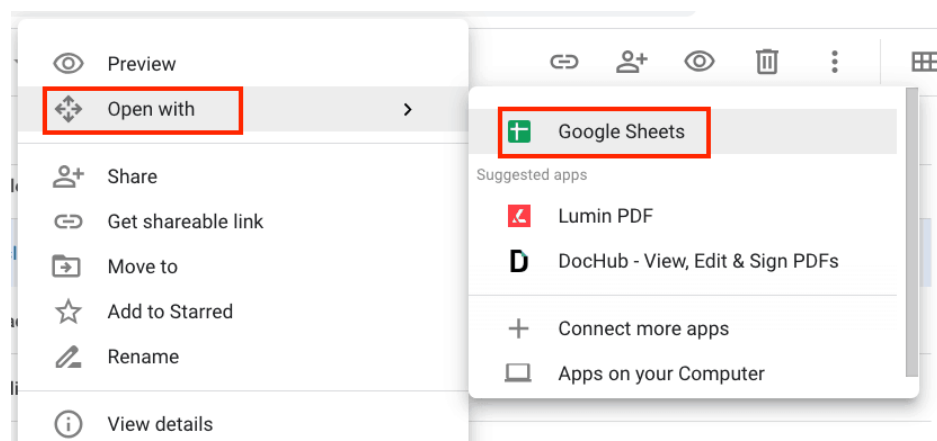 Preview
Open with
Share
Get shareable link
Move to
Add to Starred
Rename
View details
Google Sheets
Suggested apps
Lumin PDF
DocHub - View, Edit & Sign PDFs
Connect more apps
Apps on your Computer